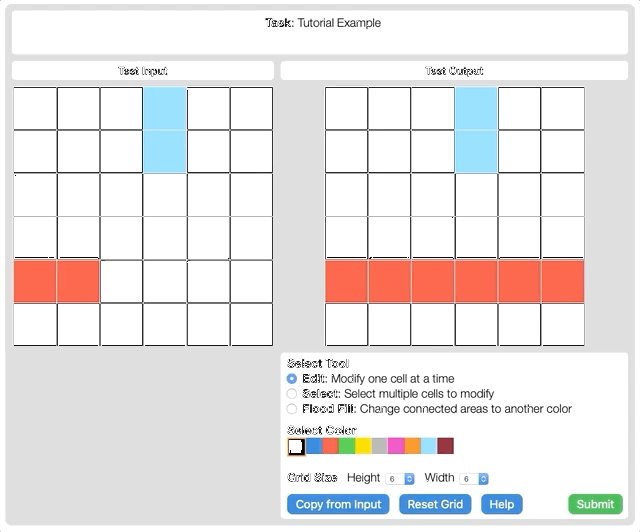 Task: Tutorial Example
Test Input
Test Output
Select Tool
Edit: Modify one cell at a time
Select: Select multiple cells to modify
Flood Fill: Change connected areas to another color
Select Color
Grid Size Height 6 Width 6
Copy from Input Reset Grid Help Submit